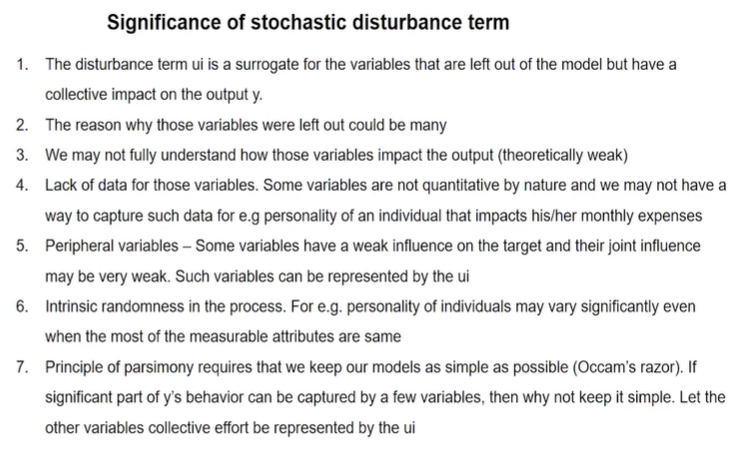 Significance of stochastic disturbance term
1. The disturbance term ui is a surrogate for the variables that are left out of the model but have a
collective impact on the output y.
2. The reason why those variables were left out could be many
3. We may not fully understand how those variables impact the output (theoretically weak)
4. Lack of data for those variables. Some variables are not quantitative by nature and we may not have a
way to capture such data for e.g personality of an individual that impacts his/her monthly expenses
5. Peripheral variables – Some variables have a weak influence on the target and their joint influence
may be very weak. Such variables can be represented by the ui
6. Intrinsic randomness in the process. For e.g. personality of individuals may vary significantly even
when the most of the measurable attributes are same
7. Principle of parsimony requires that we keep our models as simple as possible (Occam's razor). If
significant part of y's behavior can be captured by a few variables, then why not keep it simple. Let the
other variables collective effort be represented by the ui